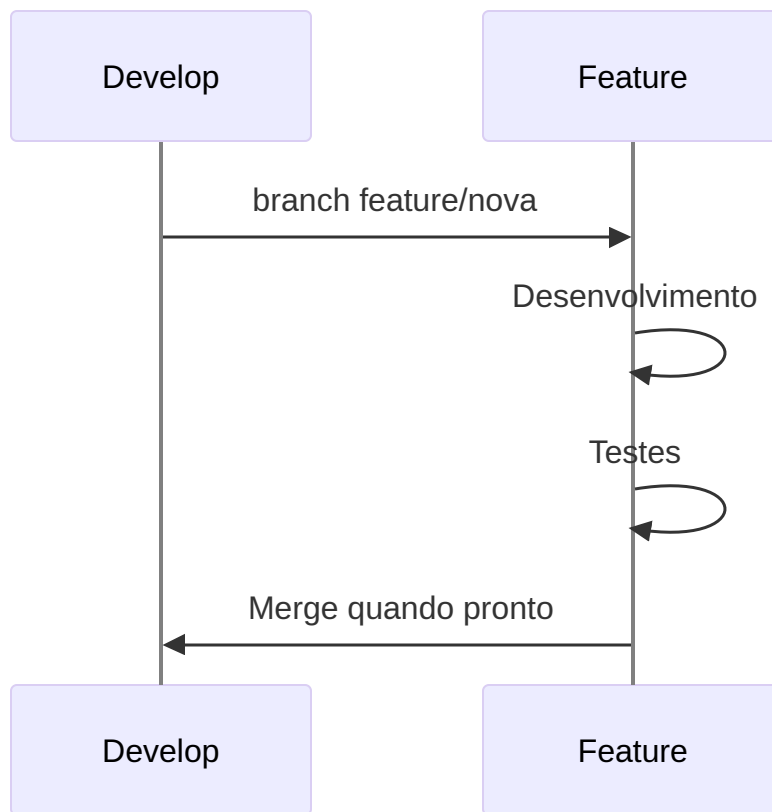 Develop
Feature
branch feature/nova
Desenvolvimento
Testes
Merge quando pronto
Develop
Feature